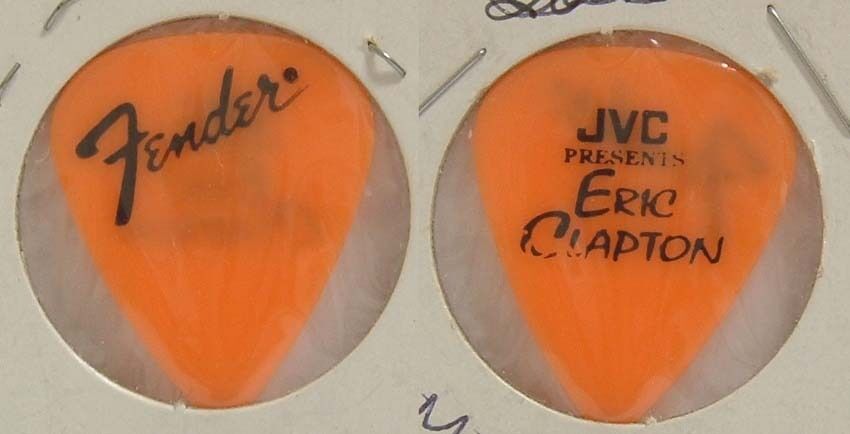 Fender
JVC
PRESENTS
ERIC
CLAPTON